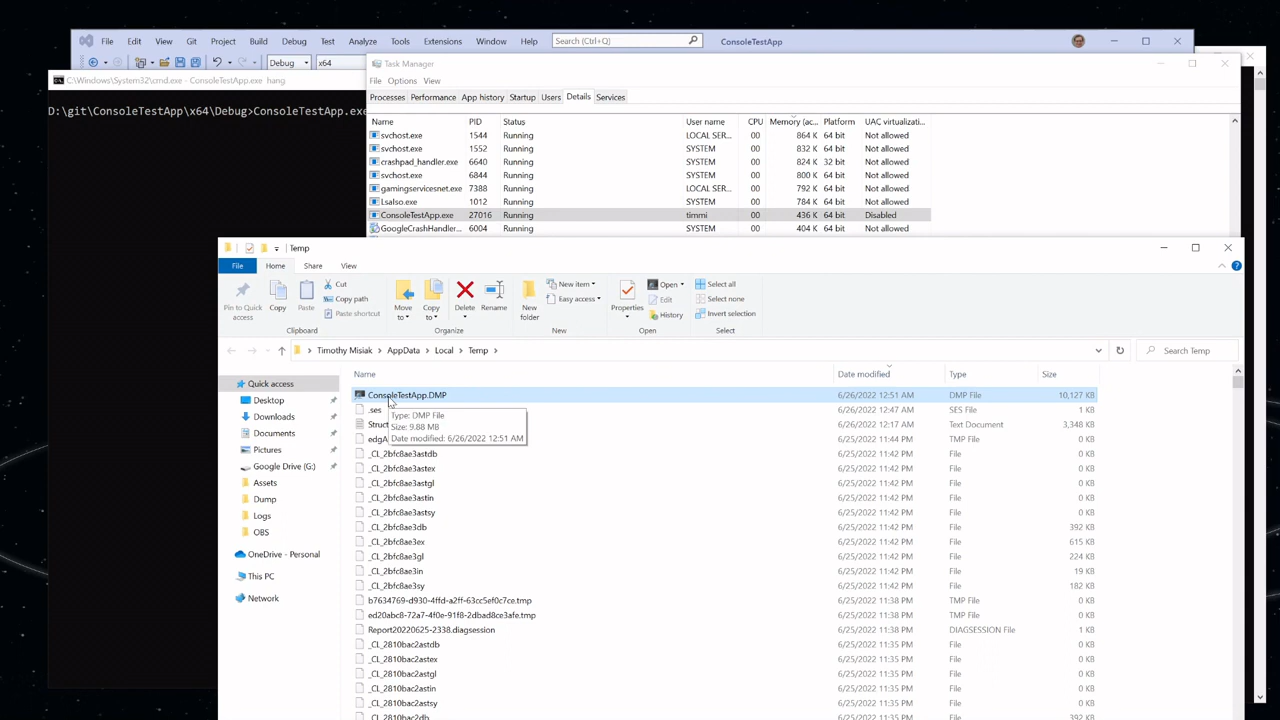 File Edit View Git Project Build Debug Test Analyze Tools Extensions Window Help Search (Ctrl+Q) ConsoleTestApp
Debug x64
C:\Windows\System32\cmd.exe - ConsoleTestApp.exe hang
D:\git\ConsoleTestApp\x64\Debug>ConsoleTestApp.exe
Task Manager
File Options View
Processes Performance App history Startup Users Details Services
Name PID Status User name CPU Memory (ac... Platform UAC virtualizati...
svchost.exe 1544 Running LOCAL SER... 00 864 K 64 bit Not allowed
svchost.exe 1552 Running SYSTEM 00 832 K 64 bit Not allowed
crashpad_handler.exe 6640 Running SYSTEM 00 824 K 32 bit Not allowed
svchost.exe 6844 Running SYSTEM 00 800 K 64 bit Not allowed
gamingservicesnet.exe 7388 Running LOCAL SER... 00 792 K 64 bit Not allowed
LsaIso.exe 784 Running SYSTEM 00 784 K 64 bit Not allowed
ConsoleTestApp.exe 27016 Running timmi 00 436 K 64 bit Disabled
GoogleCrashHandler... 6004 Running SYSTEM 00 404 K 64 bit Not allowed
Temp
File Home Share View
Pin to Quick access
Copy
Paste
Cut
Copy path
Paste shortcut
Clipboard
Move to
Copy to
Delete
Rename
Organize
New folder
New item
Easy access
New
Properties
Open
Edit
History
Open
Select all
Select none
Invert selection
Select
Timothy Misiak AppData Local Temp
Search Temp
Quick access
Desktop
Downloads
Documents
Pictures
Google Drive (G:)
Assets
Dump
Logs
OBS
OneDrive - Personal
This PC
Network
Name Date modified Type Size
ConsoleTestApp.DMP 6/26/2022 12:51 AM DMP File 10,127 KB
.ses 6/26/2022 12:47 AM SES File 1 KB
Struct 6/26/2022 12:17 AM Text Document 3,348 KB
edgA 6/25/2022 11:44 PM TMP File 0 KB
Type: DMP File
Size: 9.88 MB
Date modified: 6/26/2022 12:51 AM
_CL_2bfc8ae3astdb 6/25/2022 11:42 PM File 0 KB
_CL_2bfc8ae3astex 6/25/2022 11:42 PM File 0 KB
_CL_2bfc8ae3astgl 6/25/2022 11:42 PM File 0 KB
_CL_2bfc8ae3astin 6/25/2022 11:42 PM File 0 KB
_CL_2bfc8ae3astsy 6/25/2022 11:42 PM File 0 KB
_CL_2bfc8ae3db 6/25/2022 11:42 PM File 392 KB
_CL_2bfc8ae3ex 6/25/2022 11:42 PM File 615 KB
_CL_2bfc8ae3gl 6/25/2022 11:42 PM File 224 KB
_CL_2bfc8ae3in 6/25/2022 11:42 PM File 19 KB
_CL_2bfc8ae3sy 6/25/2022 11:42 PM File 182 KB
b7634769-d930-4ffd-a2ff-63cc5ef0c7ce.tmp 6/25/2022 11:38 PM TMP File 0 KB
ed20abc8-72a7-4f0e-91f8-2dbad8ce3afe.tmp 6/25/2022 11:38 PM TMP File 0 KB
Report20220625-2338.diagsession 6/25/2022 11:38 PM DIAGSESSION File 1 KB
_CL_2810bac2astdb 6/25/2022 11:35 PM File 0 KB
_CL_2810bac2astex 6/25/2022 11:35 PM File 0 KB
_CL_2810bac2astgl 6/25/2022 11:35 PM File 0 KB
_CL_2810bac2astin 6/25/2022 11:35 PM File 0 KB
_CL_2810bac2astsy 6/25/2022 11:35 PM File 0 KB
_CL_2810bac2db 6/25/2022 11:35 PM File 392 KB